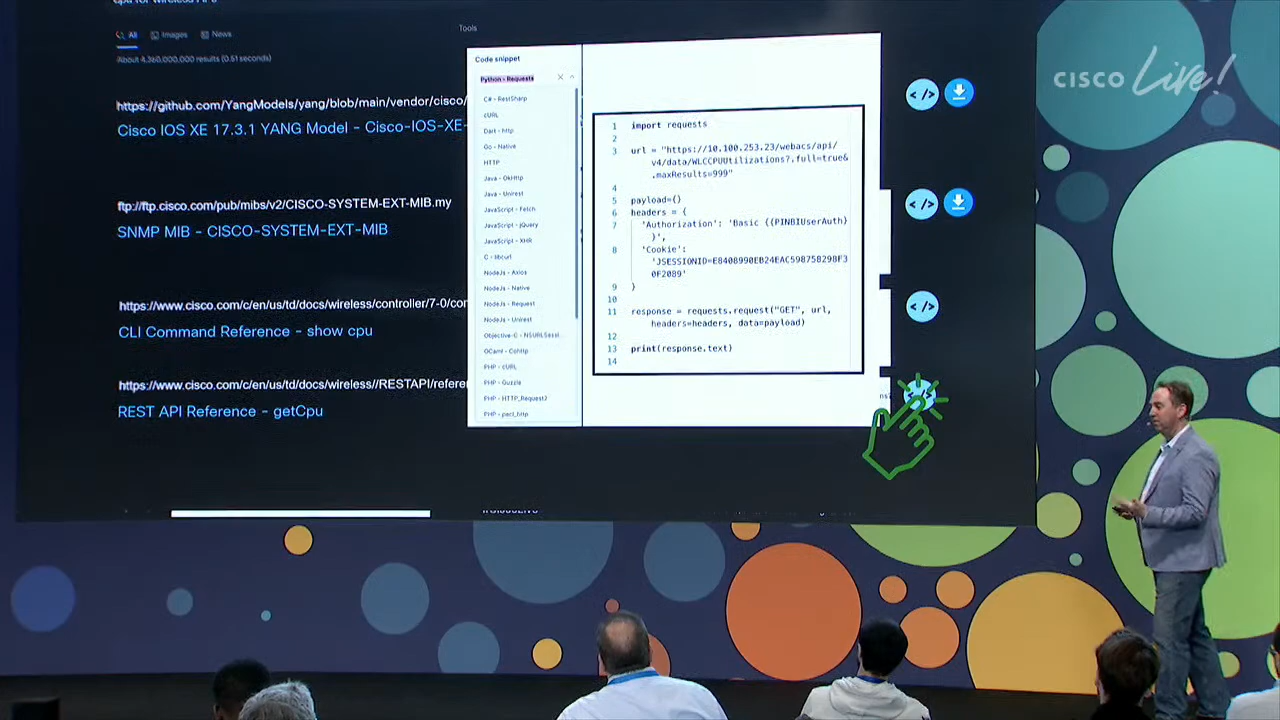 All Images News
About 4,360,000,000 results (0.51 seconds)
Tools
CISCO Live!
https://github.com/YangModels/yang/blob/main/vendor/cisco/
Cisco IOS XE 17.3.1 YANG Model - Cisco-IOS-XE-
ftp://ftp.cisco.com/pub/mibs/v2/CISCO-SYSTEM-EXT-MIB.my
SNMP MIB - CISCO-SYSTEM-EXT-MIB
https://www.cisco.com/c/en/us/td/docs/wireless/controller/7-0/con
CLI Command Reference - show cpu
https://www.cisco.com/c/en/us/td/docs/wireless//RESTAPI/refere
REST API Reference - getCpu
Code snippet
Python - Requests
C# - RestSharp
cURL
Dart - http
Go - Native
HTTP
Java - OkHttp
Java - Unirest
JavaScript - Fetch
JavaScript - jQuery
JavaScript - XHR
C - libcurl
NodeJs - Axios
NodeJs - Native
NodeJs - Request
NodeJs - Unirest
Objective-C - NSURLSessi...
OCaml - Cohttp
PHP - cURL
PHP - Guzzle
PHP - HTTP_Request2
PHP - pecl_http
1 import requests
2
3 url = "https://10.100.253.23/webacs/api/
v4/data/WLCCPUUtilizations?.full=true&
.maxResults=999"
4
5 payload={}
6 headers = {
7 'Authorization': 'Basic {{PINBIUserAuth}
}',
8 'Cookie':
'JSESSIONID=E8408990EB24EAC598758298F3
0F2089'
9 }
10
11 response = requests.request("GET", url,
headers=headers, data=payload)
12
13 print(response.text)
14